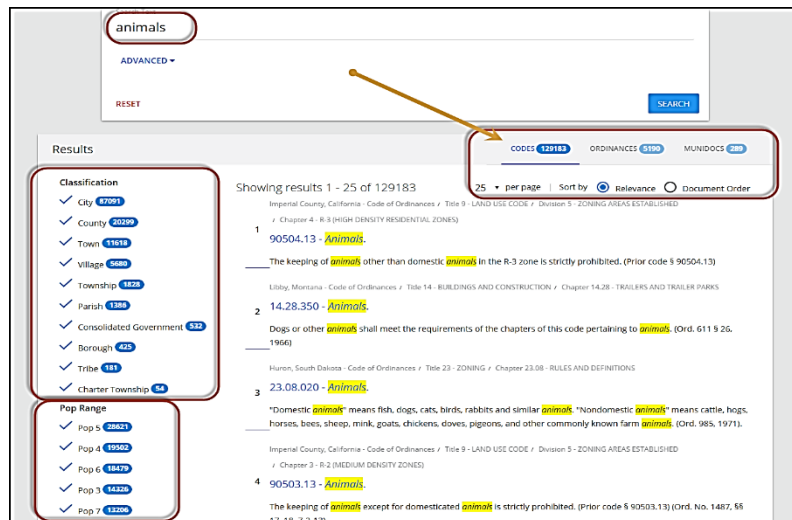 animals
ADVANCED
RESET
SEARCH
Results
CODES 129183 ORDINANCES 5190 MUNIDOCS 289
Classification
City 87091
County 20299
Town 11618
Village 5680
Township 1828
Parish 1386
Consolidated Government 532
Borough 425
Tribe 181
Charter Township 54
Pop Range
Pop 5 28621
Pop 4 19502
Pop 6 18479
Pop 3 14326
Pop 7 13206
Showing results 1 - 25 of 129183
25 per page | Sort by Relevance Document Order
Imperial County, California - Code of Ordinances / Title 9 - LAND USE CODE / Division 5 - ZONING AREAS ESTABLISHED
/ Chapter 4 - R-3 (HIGH DENSITY RESIDENTIAL ZONES)
1
90504.13 - Animals.
The keeping of animals other than domestic animals in the R-3 zone is strictly prohibited. (Prior code § 90504.13)
Libby, Montana - Code of Ordinances / Title 14 - BUILDINGS AND CONSTRUCTION / Chapter 14.28 - TRAILERS AND TRAILER PARKS
2 14.28.350 - Animals.
Dogs or other animals shall meet the requirements of the chapters of this code pertaining to animals. (Ord. 611 § 26,
1966)
Huron, South Dakota - Code of Ordinances / Title 23 - ZONING / Chapter 23.08 - RULES AND DEFINITIONS
3 23.08.020 - Animals.
"Domestic animals" means fish, dogs, cats, birds, rabbits and similar animals. "Nondomestic animals" means cattle, hogs,
horses, bees, sheep, mink, goats, chickens, doves, pigeons, and other commonly known farm animals. (Ord. 985, 1971).
Imperial County, California - Code of Ordinances / Title 9 - LAND USE CODE / Division 5 - ZONING AREAS ESTABLISHED
/ Chapter 3 - R-2 (MEDIUM DENSITY ZONES)
4 90503.13 - Animals.
The keeping of animals except for domesticated animals is strictly prohibited. (Prior code § 90503.13) (Ord. No. 1487, §§